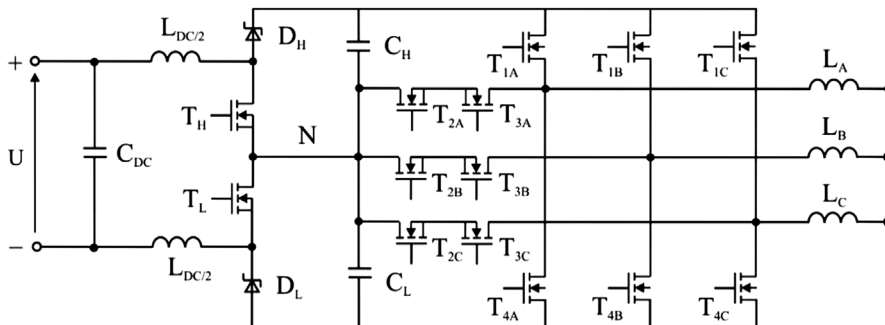 L_DC/2
D_H
C_H
T_1A
T_1B
T_1C
L_A
+
T_2A
T_3A
T_H
N
L_B
U
C_DC
T_2B
T_3B
T_L
L_C
−
T_2C
T_3C
L_DC/2
D_L
C_L
T_4A
T_4B
T_4C